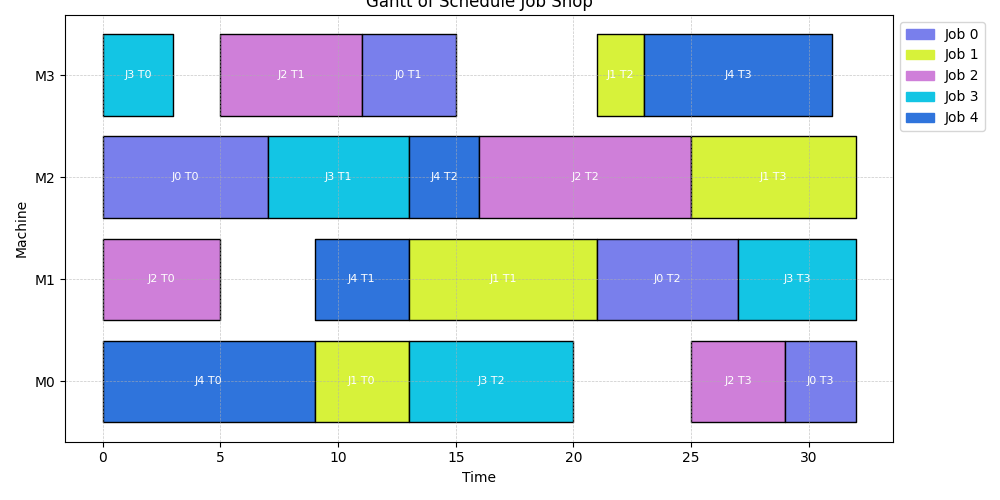 Gantt of Schedule Job Shop
Machine
M3
J3 T0
J2 T1
J0 T1
J1 T2
J4 T3
M2
J0 T0
J3 T1
J4 T2
J2 T2
J1 T3
M1
J2 T0
J4 T1
J1 T1
J0 T2
J3 T3
M0
J4 T0
J1 T0
J3 T2
J2 T3
J0 T3
0 5 10 15 20 25 30
Time
Job 0
Job 1
Job 2
Job 3
Job 4